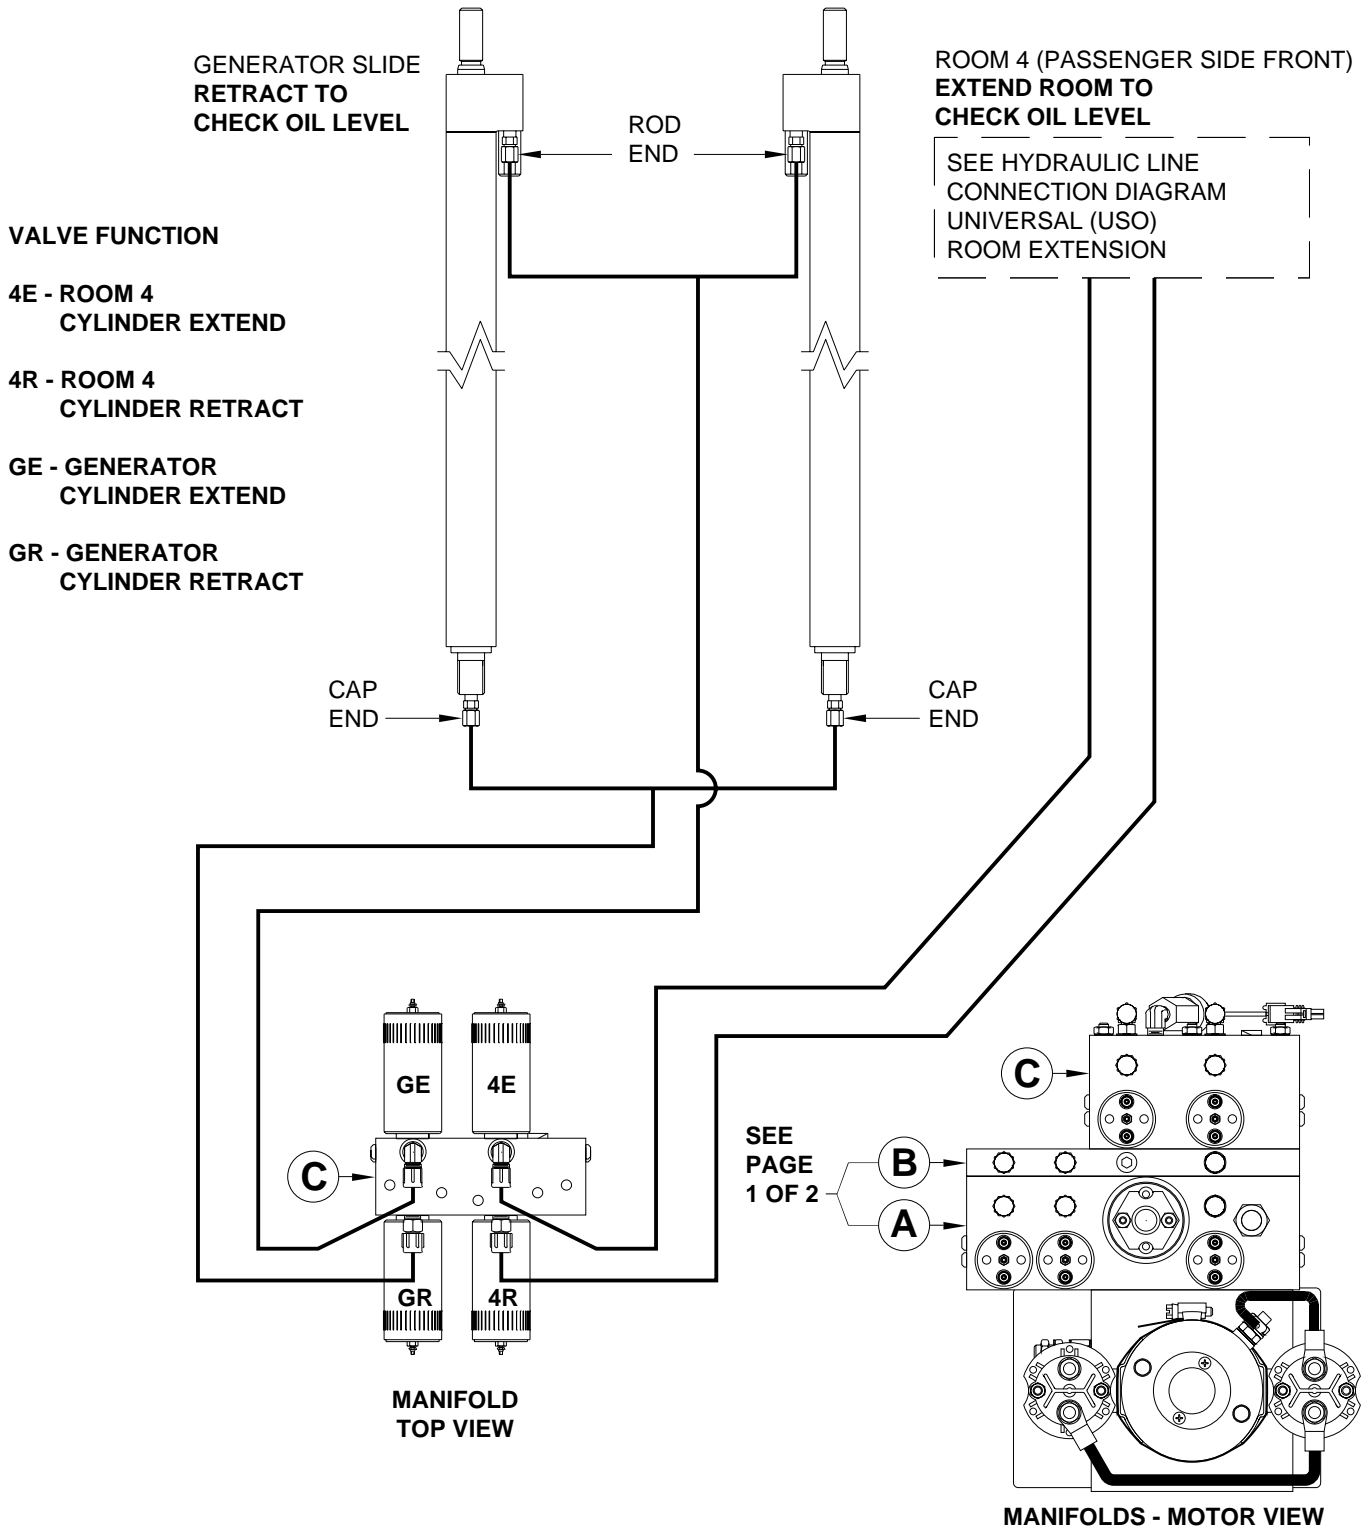 GENERATOR SLIDE
RETRACT TO
CHECK OIL LEVEL
ROD
END
ROOM 4 (PASSENGER SIDE FRONT)
EXTEND ROOM TO
CHECK OIL LEVEL
SEE HYDRAULIC LINE
CONNECTION DIAGRAM
UNIVERSAL (USO)
ROOM EXTENSION
VALVE FUNCTION
4E - ROOM 4
CYLINDER EXTEND
4R - ROOM 4
CYLINDER RETRACT
GE - GENERATOR
CYLINDER EXTEND
GR - GENERATOR
CYLINDER RETRACT
CAP
END
CAP
END
GE
4E
C
GR
4R
MANIFOLD
TOP VIEW
C
SEE
PAGE
1 OF 2
B
A
MANIFOLDS - MOTOR VIEW